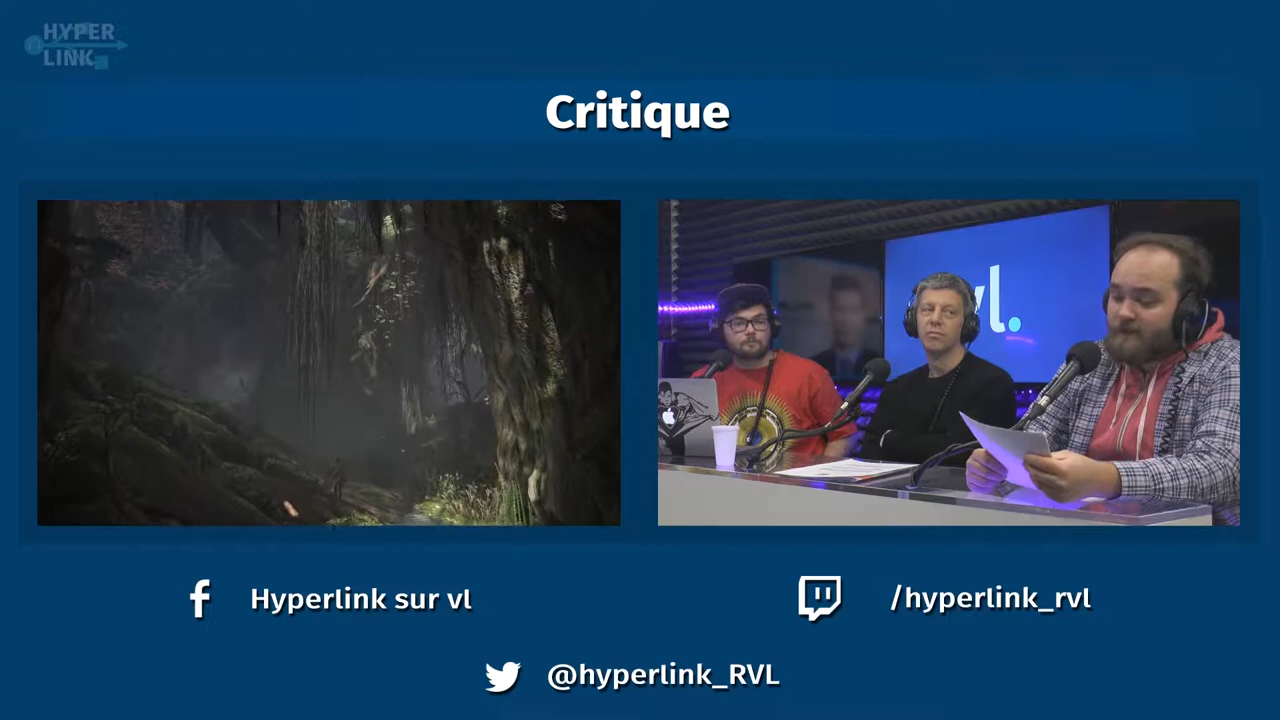 HYPER
LINK
Critique
vl.
Hyperlink sur vl
/hyperlink_rvl
@hyperlink_RVL